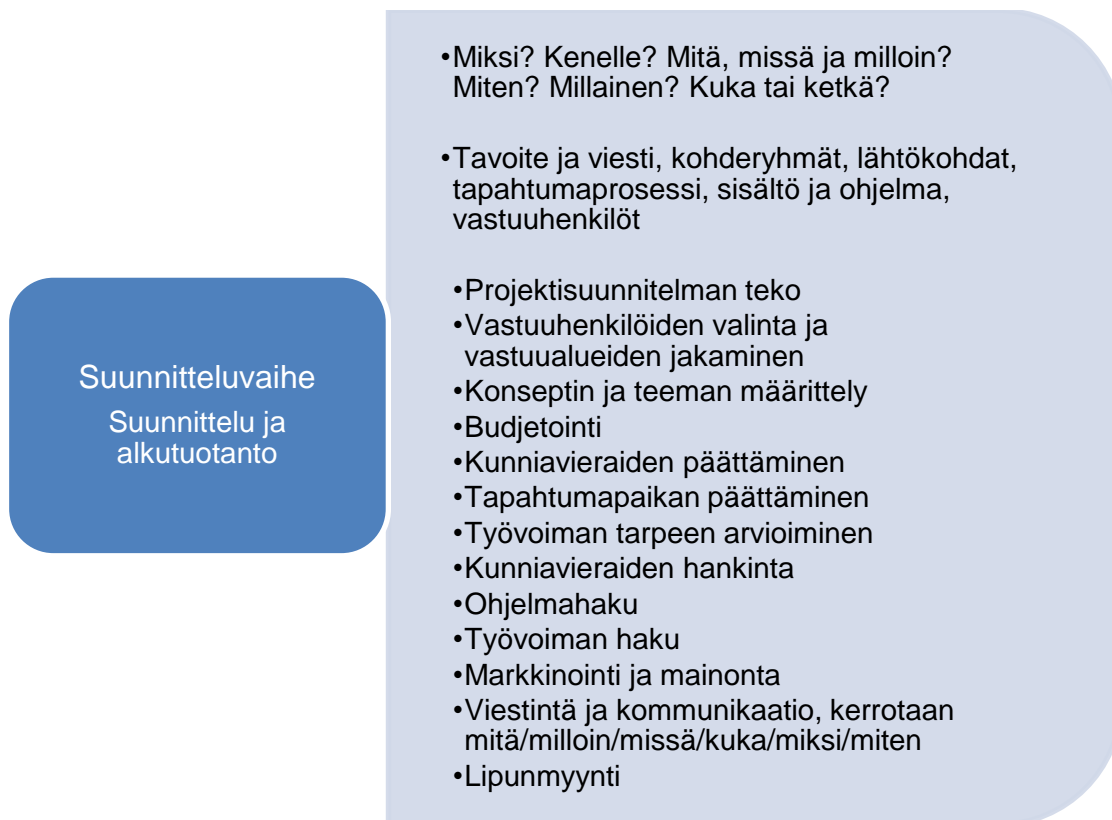 Suunnitteluvaihe
Suunnittelu ja
alkutuotanto
•Miksi? Kenelle? Mitä, missä ja milloin?
Miten? Millainen? Kuka tai ketkä?
•Tavoite ja viesti, kohderyhmät, lähtökohdat,
tapahtumaprosessi, sisältö ja ohjelma,
vastuuhenkilöt
•Projektisuunnitelman teko
•Vastuuhenkilöiden valinta ja
vastuualueiden jakaminen
•Konseptin ja teeman määrittely
•Budjetointi
•Kunniavieraiden päättäminen
•Tapahtumapaikan päättäminen
•Työvoiman tarpeen arvioiminen
•Kunniavieraiden hankinta
•Ohjelmahaku
•Työvoiman haku
•Markkinointi ja mainonta
•Viestintä ja kommunikaatio, kerrotaan
mitä/milloin/missä/kuka/miksi/miten
•Lipunmyynti